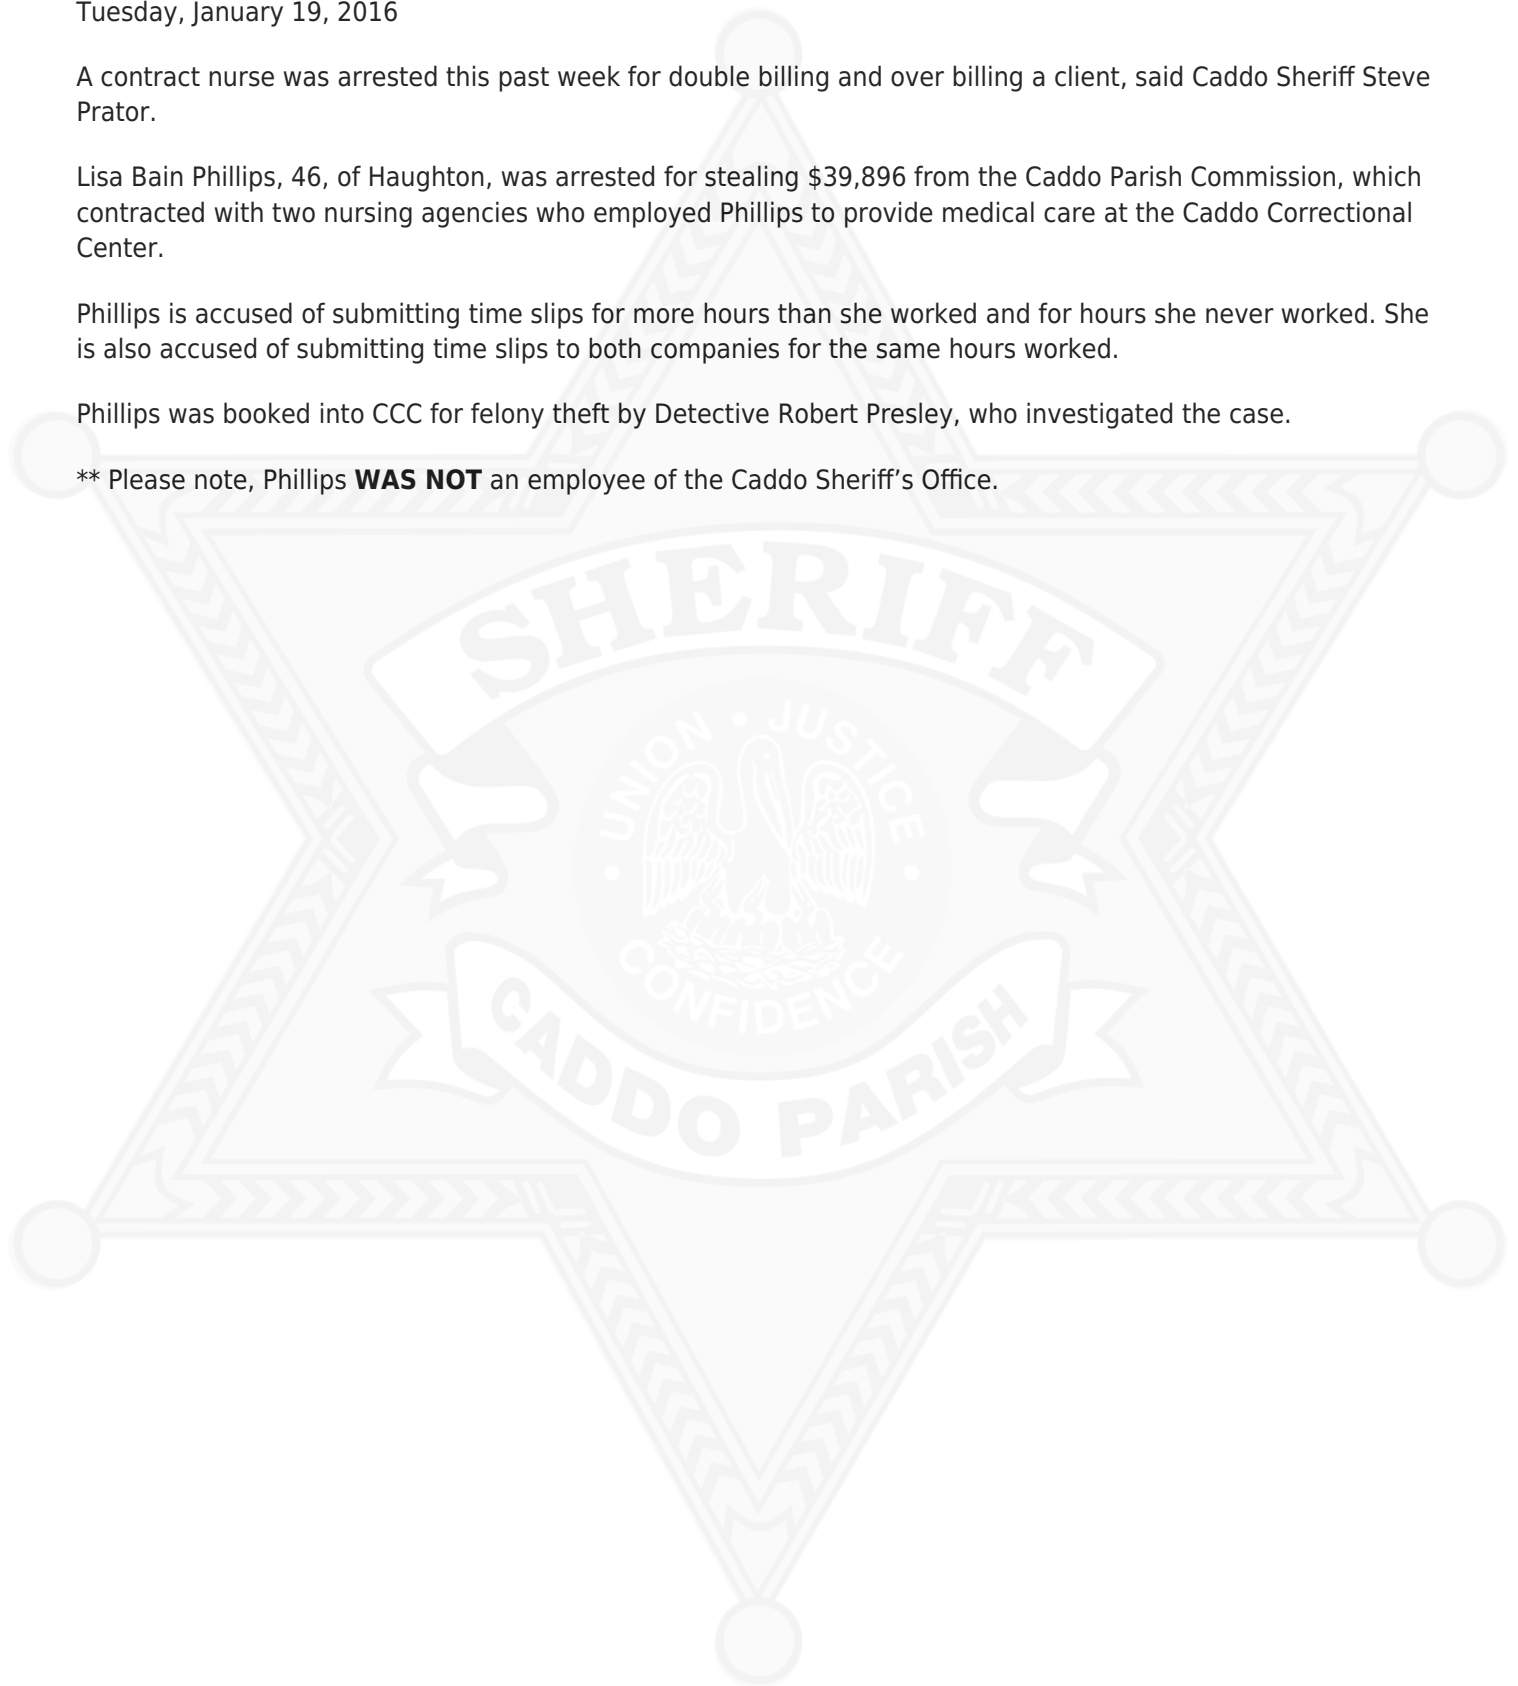 Tuesday, January 19, 2016
A contract nurse was arrested this past week for double billing and over billing a client, said Caddo Sheriff Steve
Prator.
Lisa Bain Phillips, 46, of Haughton, was arrested for stealing $39,896 from the Caddo Parish Commission, which
contracted with two nursing agencies who employed Phillips to provide medical care at the Caddo Correctional
Center.
Phillips is accused of submitting time slips for more hours than she worked and for hours she never worked. She
is also accused of submitting time slips to both companies for the same hours worked.
Phillips was booked into CCC for felony theft by Detective Robert Presley, who investigated the case.
** Please note, Phillips WAS NOT an employee of the Caddo Sheriff’s Office.
SHERIFF
UNION • JUSTICE
• CONFIDENCE •
CADDO PARISH